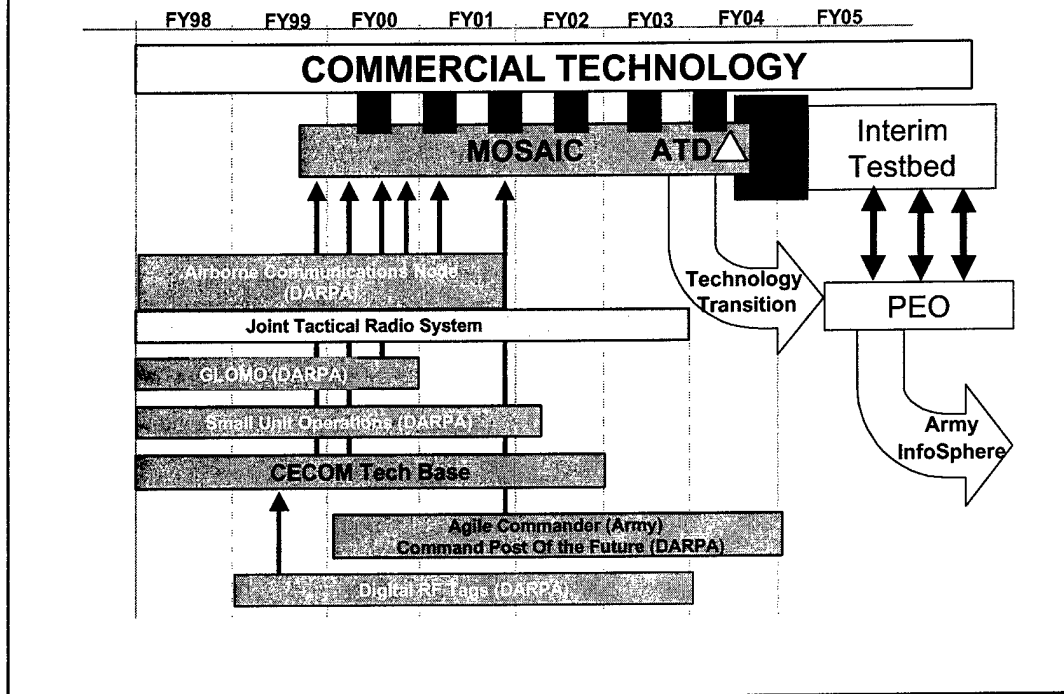 FY98 FY99 FY00 FY01 FY02 FY03 FY04 FY05
COMMERCIAL TECHNOLOGY
MOSAIC ATD
Interim
Testbed
Airborne Communications Node
(DARPA)
Technology
Transition
PEO
Joint Tactical Radio System
GLOMO (DARPA)
Small Unit Operations (DARPA)
Army
InfoSphere
CECOM Tech Base
Agile Commander (Army)
Command Post Of the Future (DARPA)
Digital RF Tags (DARPA)